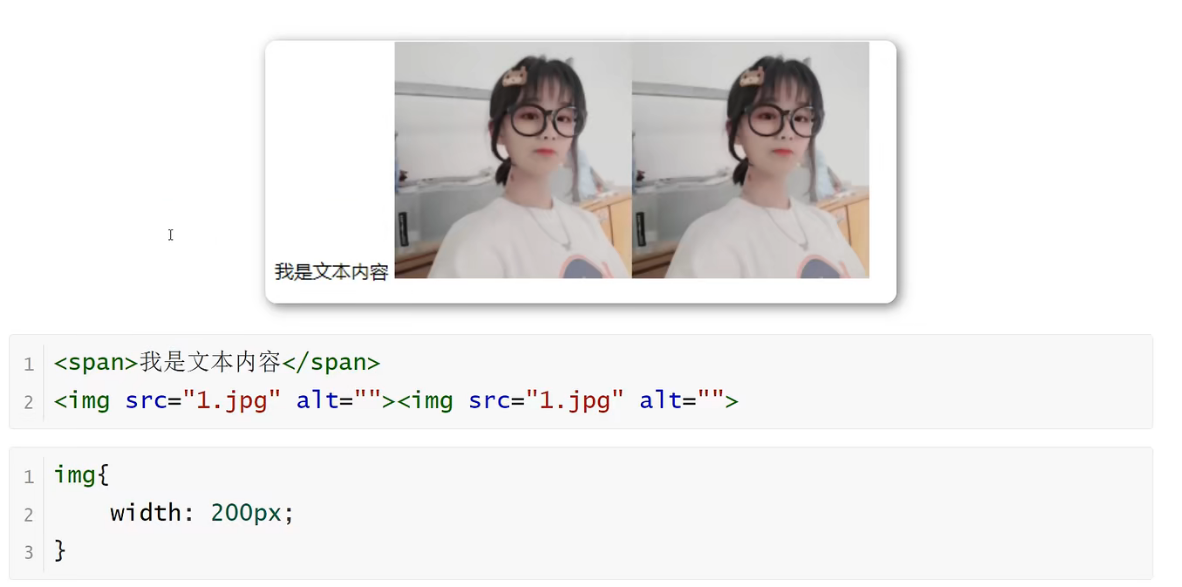 我是文本内容
1 <span>我是文本内容</span>
2 <img src="1.jpg" alt=""><img src="1.jpg" alt="">
1 img{
2     width: 200px;
3 }